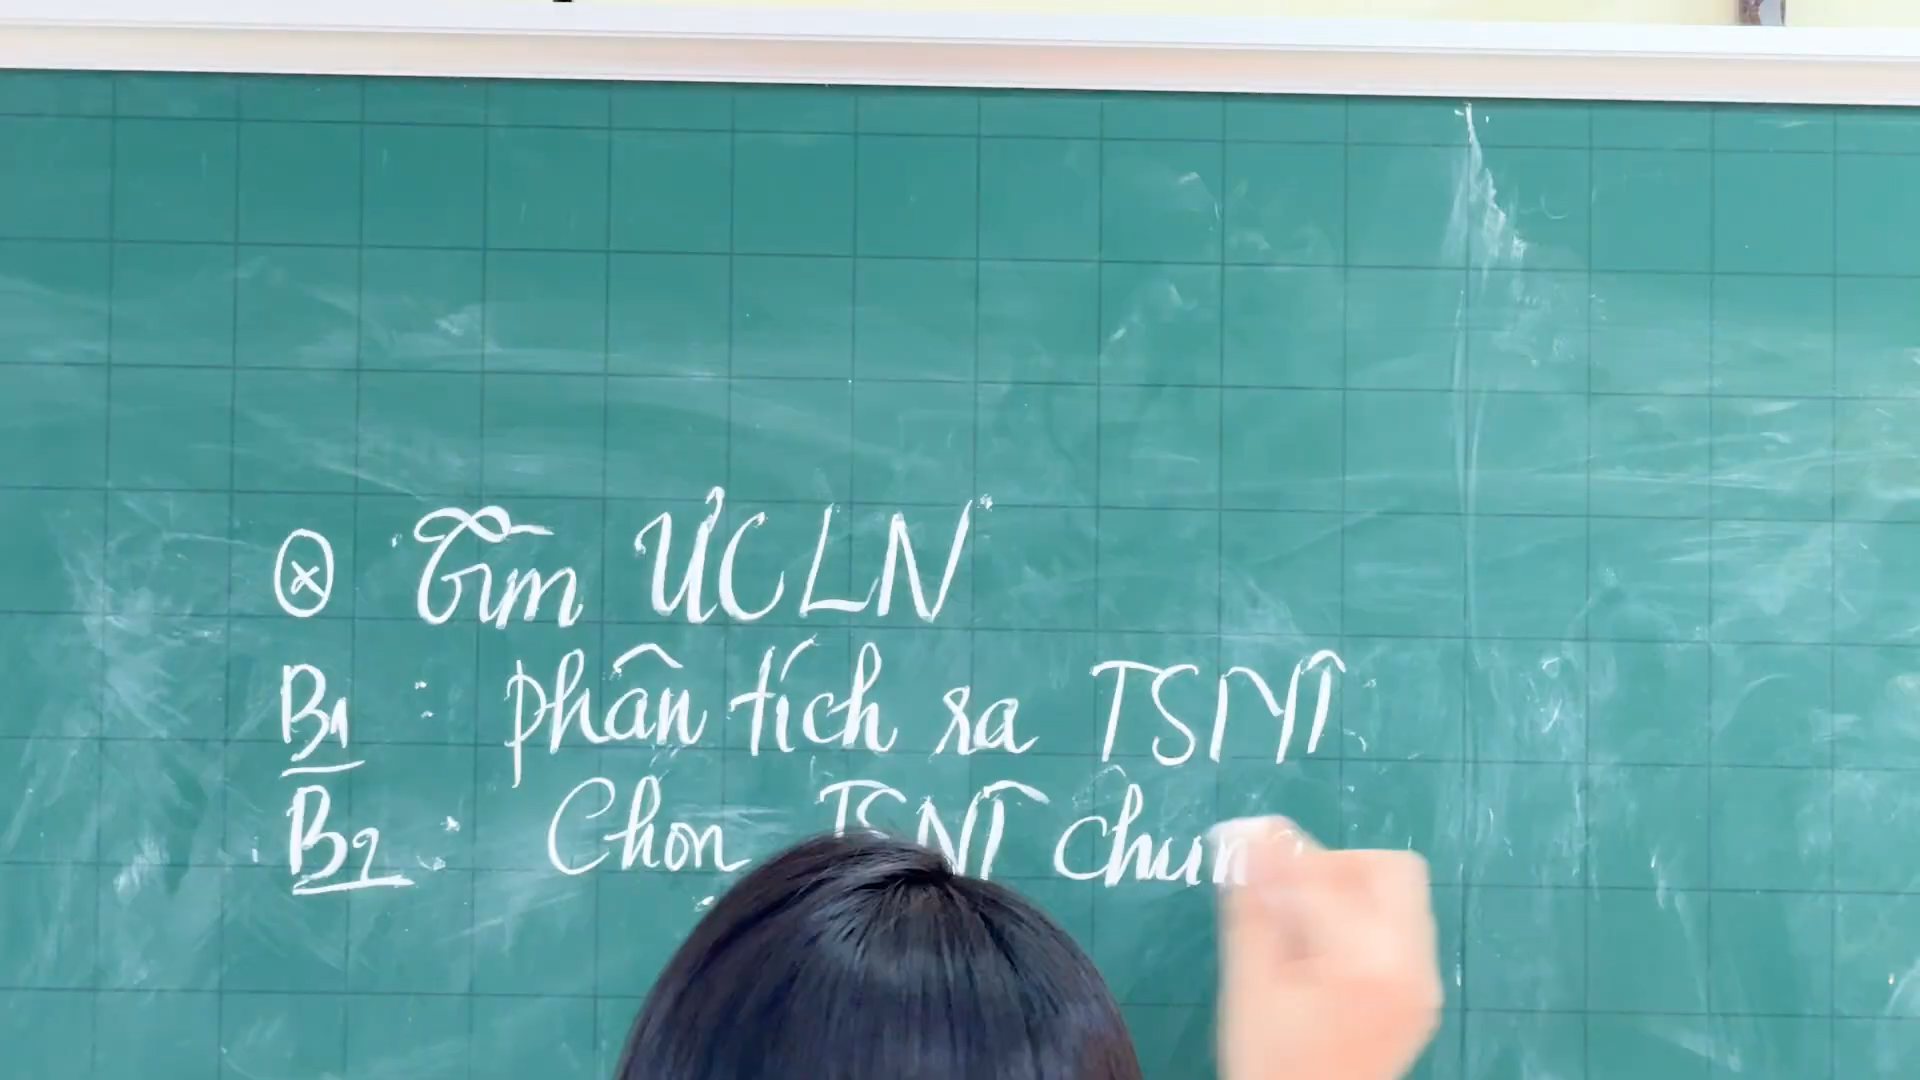 ⓧ Tìm ƯCLN
B1 : phân tích ra TSNT
B2 : Chọn TSNT chun